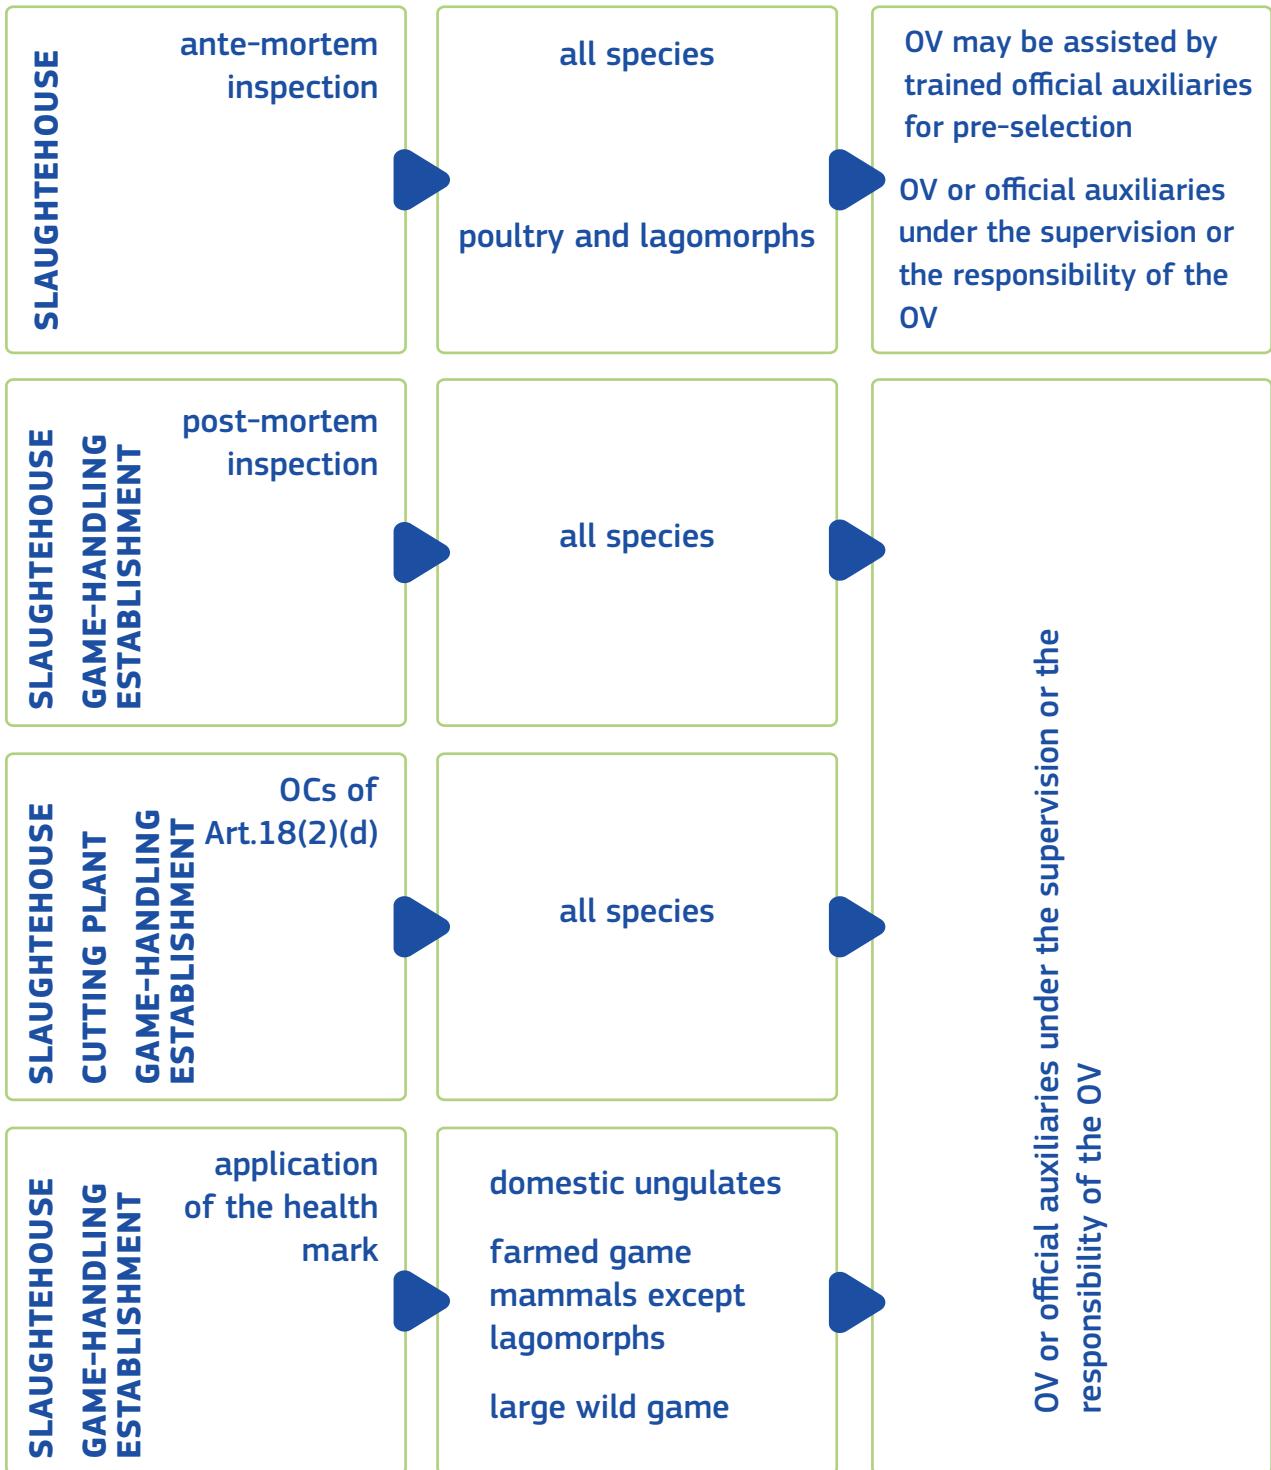 SLAUGHTEHOUSE
ante-mortem
inspection
all species
poultry and lagomorphs
OV may be assisted by
trained official auxiliaries
for pre-selection
OV or official auxiliaries
under the supervision or
the responsibility of the
OV
SLAUGHTEHOUSE
GAME-HANDLING
ESTABLISHMENT
post-mortem
inspection
all species
SLAUGHTEHOUSE
CUTTING PLANT
GAME-HANDLING
ESTABLISHMENT
OCs of
Art.18(2)(d)
all species
SLAUGHTEHOUSE
GAME-HANDLING
ESTABLISHMENT
application
of the health
mark
domestic ungulates
farmed game
mammals except
lagomorphs
large wild game
OV or official auxiliaries under the supervision or the
responsibility of the OV